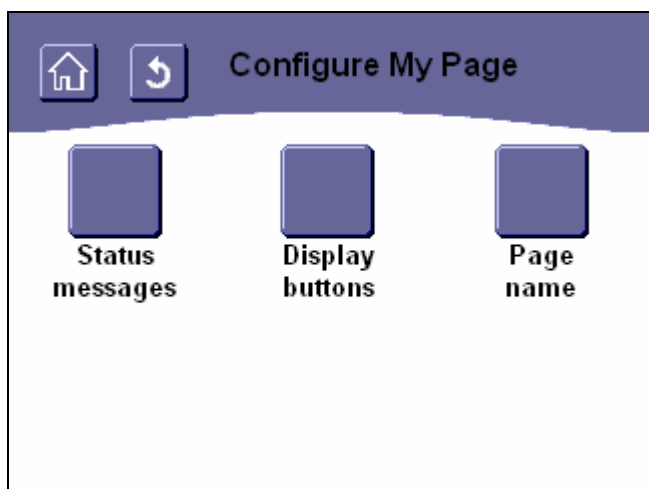 Configure My Page
Status
messages
Display
buttons
Page
name